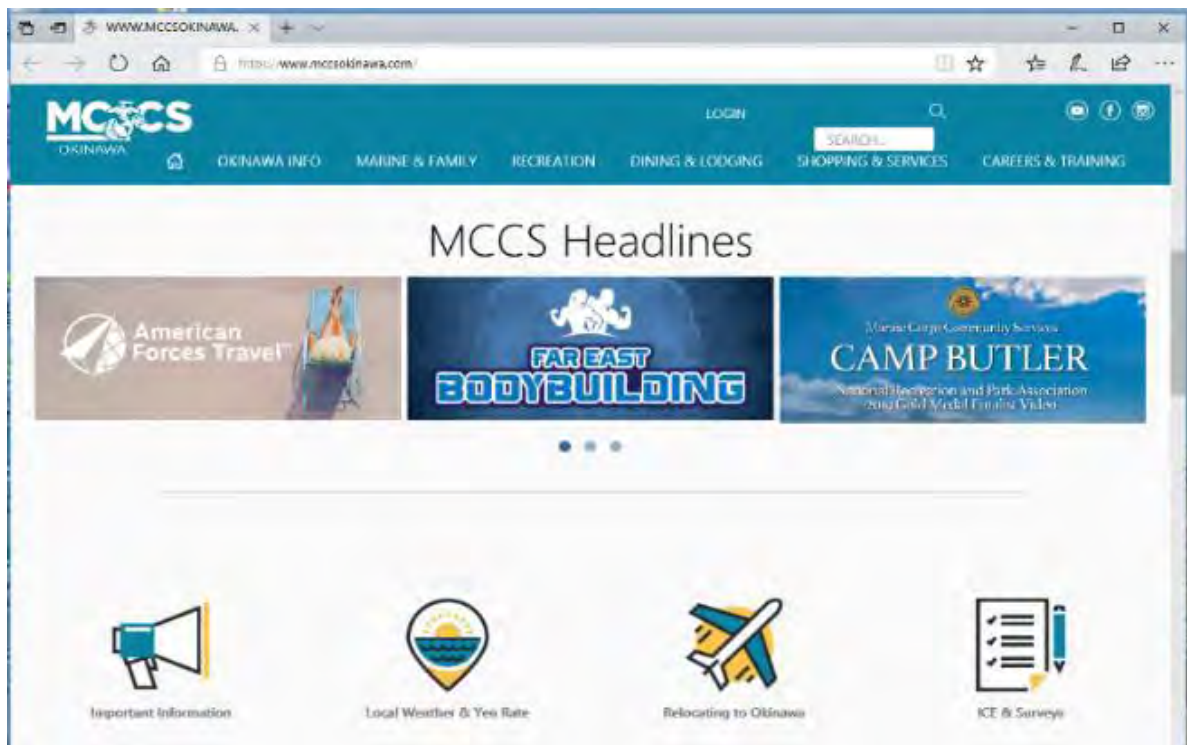 WWW.MCCSOKINAWA.
https://www.mccsokinawa.com/
MCCS
OKINAWA
LOGIN
SEARCH...
OKINAWA INFO MARINE & FAMILY RECREATION DINING & LODGING SHOPPING & SERVICES CAREERS & TRAINING
MCCS Headlines
American
Forces Travel
FAR EAST
BODYBUILDING
Marine Corps Community Services
CAMP BUTLER
National Recreation and Park Association
Gold Medal Finalist Video
Important Information
Local Weather & Yen Rate
Relocating to Okinawa
ICE & Surveys